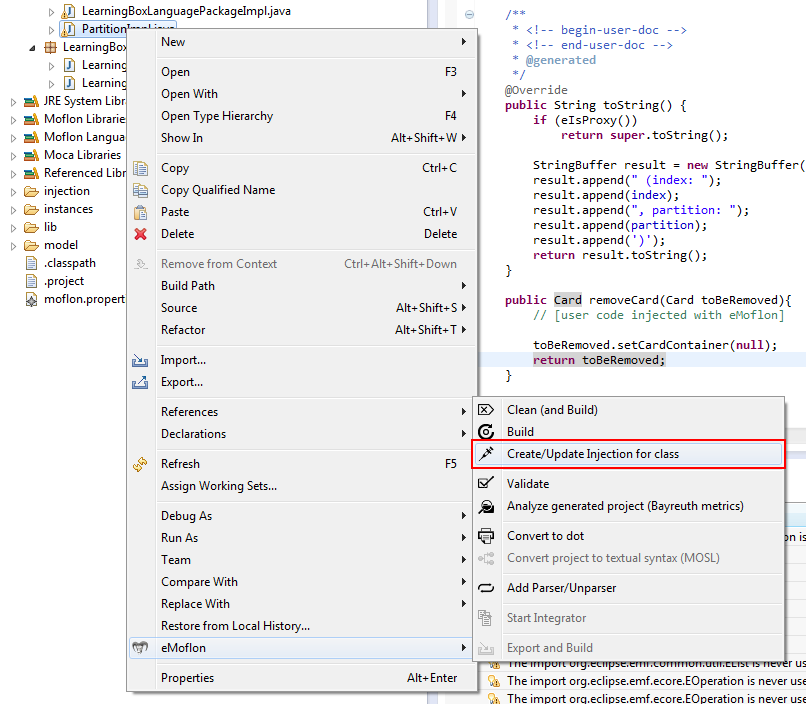 LearningBoxLanguagePackageImpl.java
PartitionImpl.java
LearningBox
Learning
Learning
JRE System Libr
Moflon Libraries
Moflon Langua
Moca Libraries
Referenced Libr
injection
instances
lib
model
.classpath
.project
moflon.propert
New
Open F3
Open With
Open Type Hierarchy F4
Show In Alt+Shift+W
Copy Ctrl+C
Copy Qualified Name
Paste Ctrl+V
Delete Delete
Remove from Context Ctrl+Alt+Shift+Down
Build Path
Source Alt+Shift+S
Refactor Alt+Shift+T
Import...
Export...
References
Declarations
Refresh F5
Assign Working Sets...
Debug As
Run As
Team
Compare With
Replace With
Restore from Local History...
eMoflon
Properties Alt+Enter
/**
* <!-- begin-user-doc -->
* <!-- end-user-doc -->
* @generated
*/
@Override
public String toString() {
if (eIsProxy())
return super.toString();
StringBuffer result = new StringBuffer(
result.append(" (index: ");
result.append(index);
result.append(", partition: ");
result.append(partition);
result.append(')');
return result.toString();
}
public Card removeCard(Card toBeRemoved){
// [user code injected with eMoflon]
toBeRemoved.setCardContainer(null);
return toBeRemoved;
}
Clean (and Build)
Build
Create/Update Injection for class
Validate
Analyze generated project (Bayreuth metrics)
Convert to dot
Convert project to textual syntax (MOSL)
Add Parser/Unparser
Start Integrator
Export and Build
on is
The import org.eclipse.emf.common.util.EList is never use
The import org.eclipse.emf.ecore.EOperation is never use
The import org.eclipse.emf.ecore.EOperation is never use